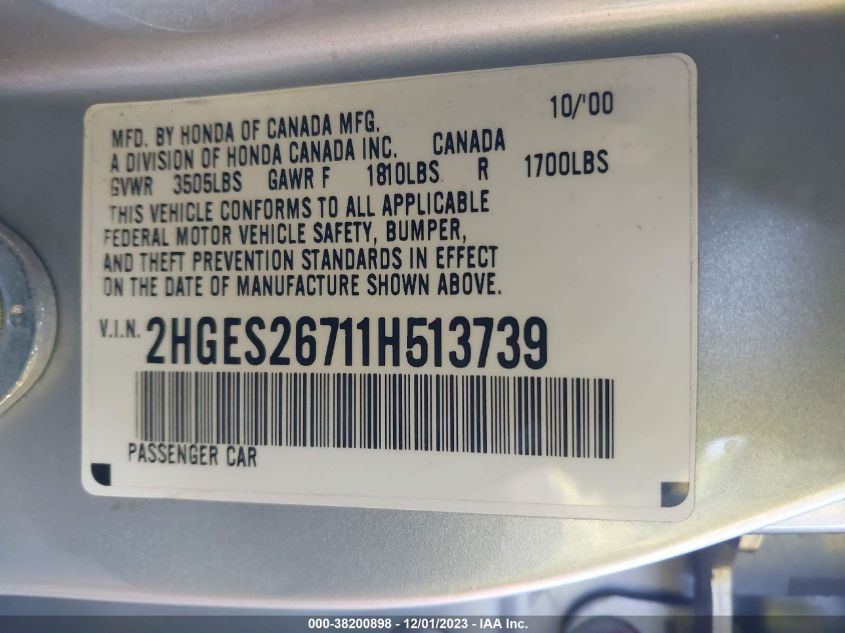 10/'00
MFD. BY HONDA OF CANADA MFG.
A DIVISION OF HONDA CANADA INC. CANADA
GVWR 3505LBS GAWR F 1810LBS R 1700LBS
THIS VEHICLE CONFORMS TO ALL APPLICABLE
FEDERAL MOTOR VEHICLE SAFETY, BUMPER,
AND THEFT PREVENTION STANDARDS IN EFFECT
ON THE DATE OF MANUFACTURE SHOWN ABOVE.
V.I.N. 2HGES26711H513739
PASSENGER CAR
000-38200898 - 12/01/2023 - IAA Inc.